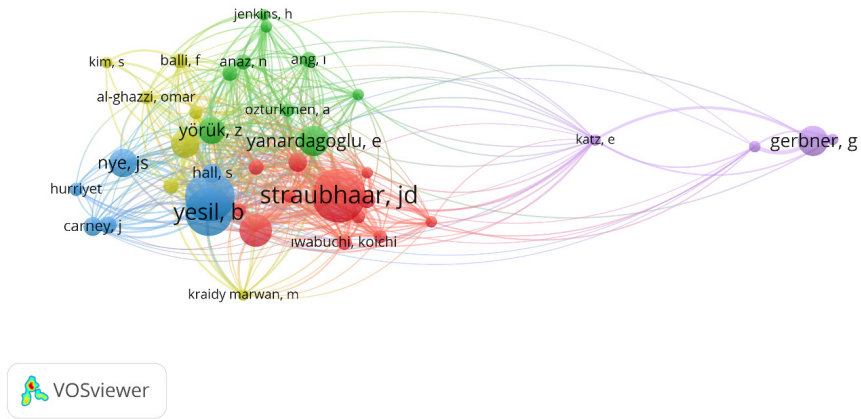 jenkins, h
kim, s
balli, f
anaz, n
ang, ı
al-ghazzi, omar
ozturkmen, a
yörük, z
yanardagoglu, e
katz, e
gerbner, g
nye, js
hall, s
hurriyet
straubhaar, jd
yesil, b
carney, j
ıwabuchi, koichi
kraidy marwan, m
VOSviewer